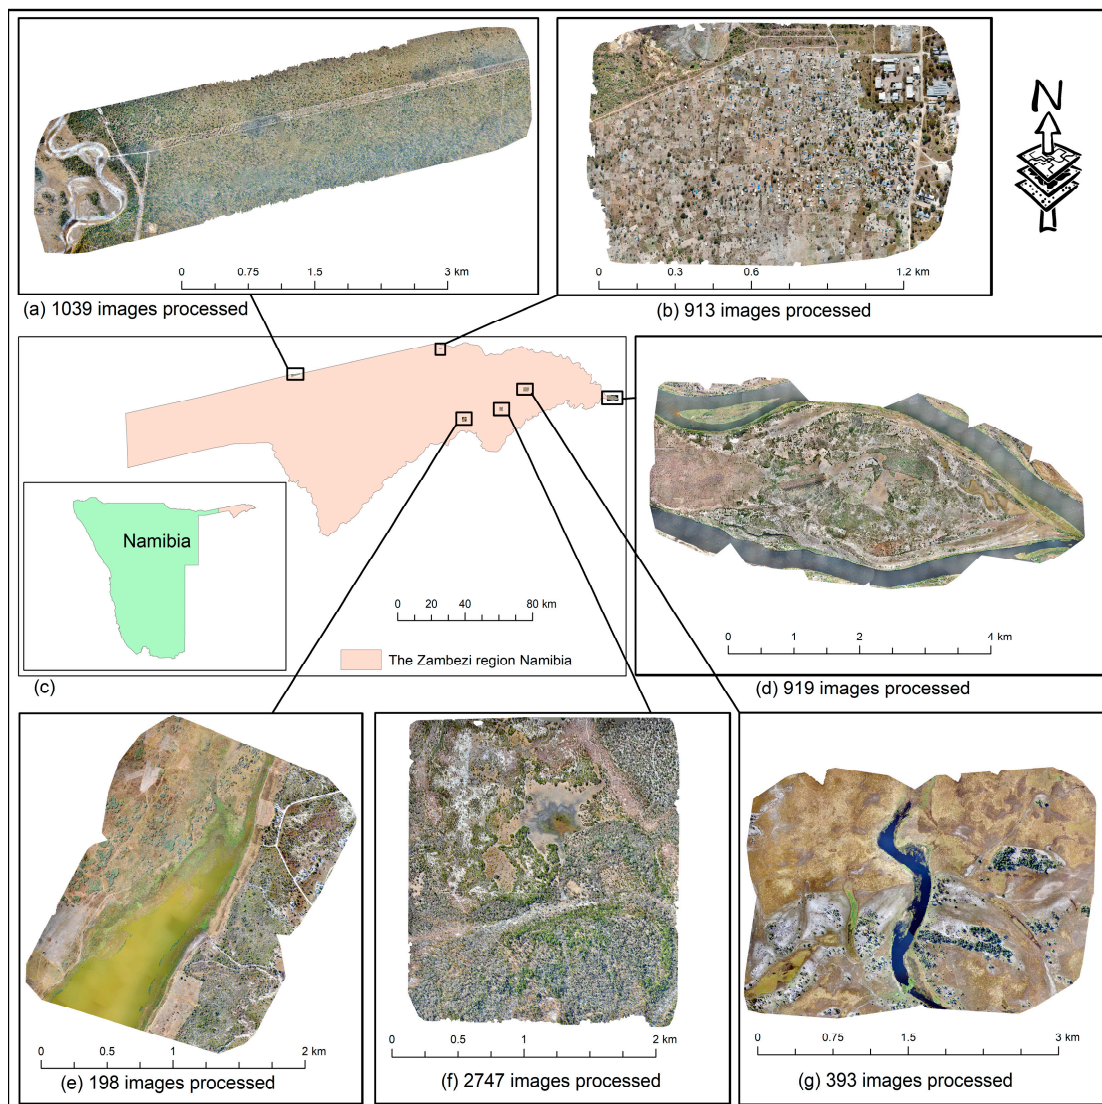 N
0 0.75 1.5 3 km
(a) 1039 images processed
0 0.3 0.6 1.2 km
(b) 913 images processed
Namibia
0 20 40 80 km
The Zambezi region Namibia
(c)
0 1 2 4 km
(d) 919 images processed
0 0.5 1 2 km
(e) 198 images processed
0 0.5 1 2 km
(f) 2747 images processed
0 0.75 1.5 3 km
(g) 393 images processed